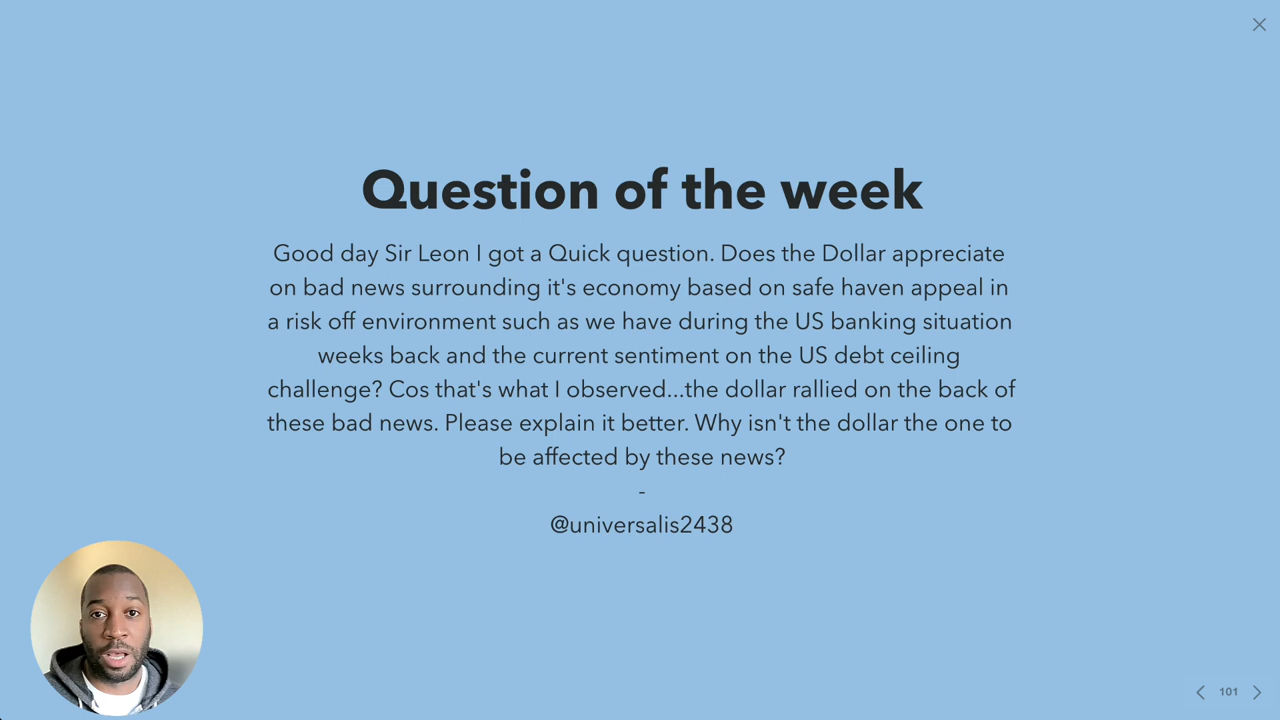 Question of the week
Good day Sir Leon I got a Quick question. Does the Dollar appreciate
on bad news surrounding it's economy based on safe haven appeal in
a risk off environment such as we have during the US banking situation
weeks back and the current sentiment on the US debt ceiling
challenge? Cos that's what I observed...the dollar rallied on the back of
these bad news. Please explain it better. Why isn't the dollar the one to
be affected by these news?
-
@universalis2438
101